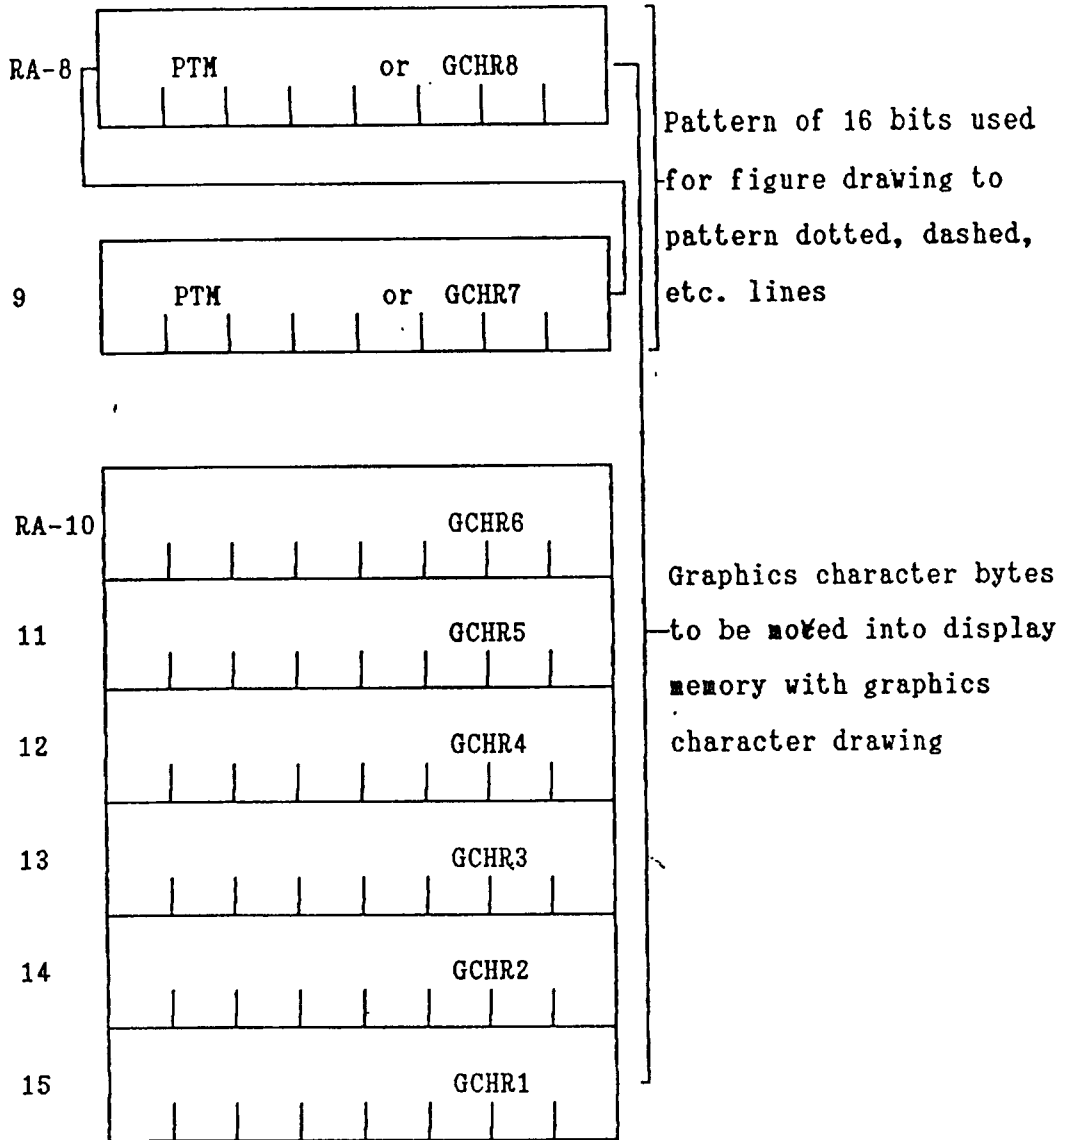 RA-8 PTM or GCHR8
Pattern of 16 bits used
for figure drawing to
pattern dotted, dashed,
etc. lines
9 PTM or GCHR7
RA-10 GCHR6
11 GCHR5
12 GCHR4
13 GCHR3
14 GCHR2
15 GCHR1
Graphics character bytes
to be moved into display
memory with graphics
character drawing